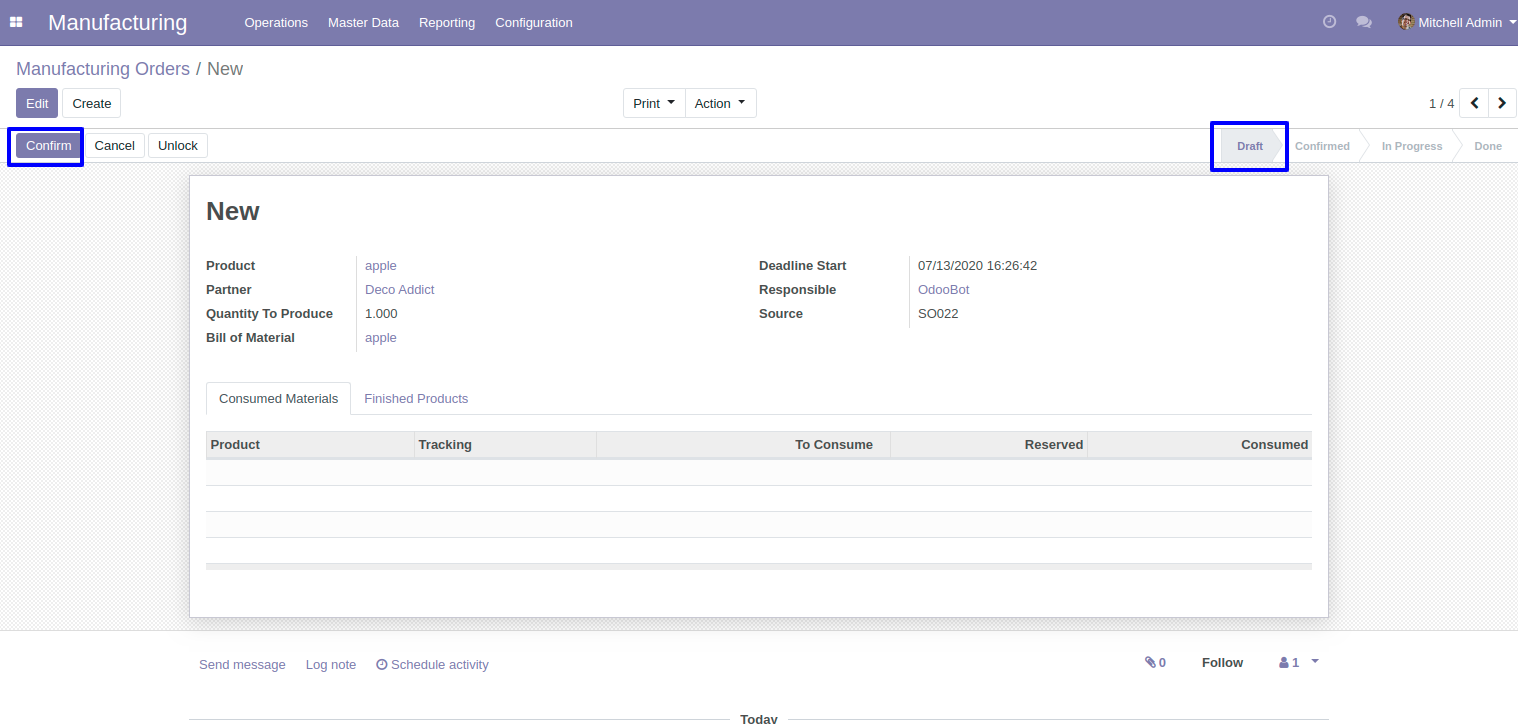 Manufacturing Operations Master Data Reporting Configuration Mitchell Admin
Manufacturing Orders / New
Edit Create Print Action 1 / 4
Confirm Cancel Unlock Draft Confirmed In Progress Done
New
Product apple Deadline Start 07/13/2020 16:26:42
Partner Deco Addict Responsible OdooBot
Quantity To Produce 1.000 Source SO022
Bill of Material apple
Consumed Materials Finished Products
Product Tracking To Consume Reserved Consumed
Send message Log note Schedule activity 0 Follow 1
Today